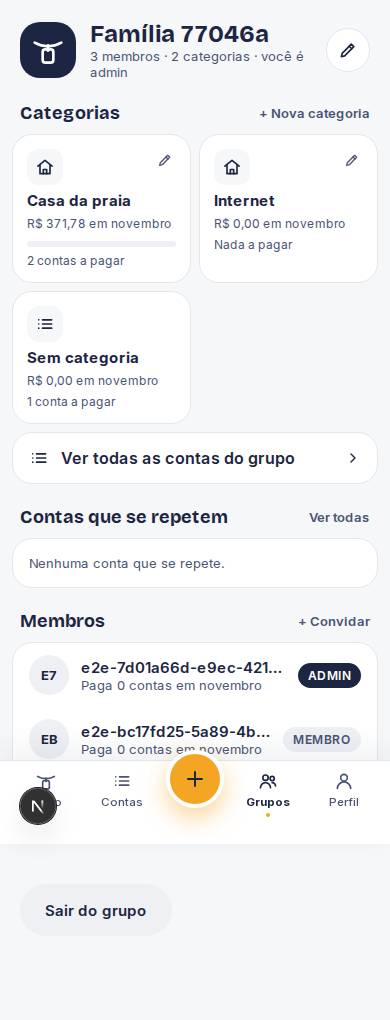 Família 77046a
3 membros · 2 categorias · você é
admin
Categorias
+ Nova categoria
Casa da praia
R$ 371,78 em novembro
2 contas a pagar
Internet
R$ 0,00 em novembro
Nada a pagar
Sem categoria
R$ 0,00 em novembro
1 conta a pagar
Ver todas as contas do grupo
Contas que se repetem
Ver todas
Nenhuma conta que se repete.
Membros
+ Convidar
E7
e2e-7d01a66d-e9ec-421...
Paga 0 contas em novembro
ADMIN
EB
e2e-bc17fd25-5a89-4b...
Paga 0 contas em novembro
MEMBRO
N
Contas
Grupos
Perfil
Sair do grupo